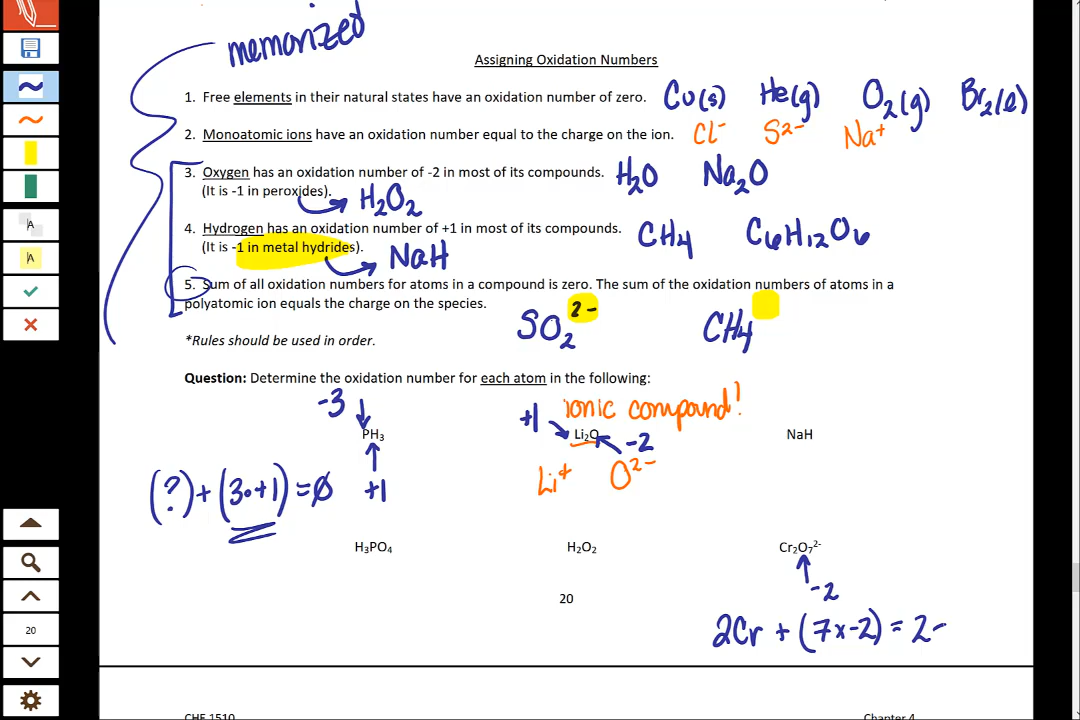 memorized
Assigning Oxidation Numbers
1. Free elements in their natural states have an oxidation number of zero. Cu(s) He(g) O₂(g) Br₂(l)
2. Monoatomic ions have an oxidation number equal to the charge on the ion. Cl⁻ S²⁻ Na⁺
3. Oxygen has an oxidation number of -2 in most of its compounds. H₂O Na₂O
(It is -1 in peroxides). H₂O₂
4. Hydrogen has an oxidation number of +1 in most of its compounds. CH₄ C₆H₁₂O₆
(It is -1 in metal hydrides). NaH
5. Sum of all oxidation numbers for atoms in a compound is zero. The sum of the oxidation numbers of atoms in a
polyatomic ion equals the charge on the species.
SO₂²⁻ CH₄
*Rules should be used in order.
Question: Determine the oxidation number for each atom in the following:
-3 +1 ionic compound!
PH₃ Li₂O -2 NaH
Li⁺ O²⁻
(?)+(3•+1)=Ø +1
H₃PO₄ H₂O₂ Cr₂O₇²⁻
-2
20
2Cr + (7x-2) = 2-
20
CHE 1510 Chapter 4
A
A